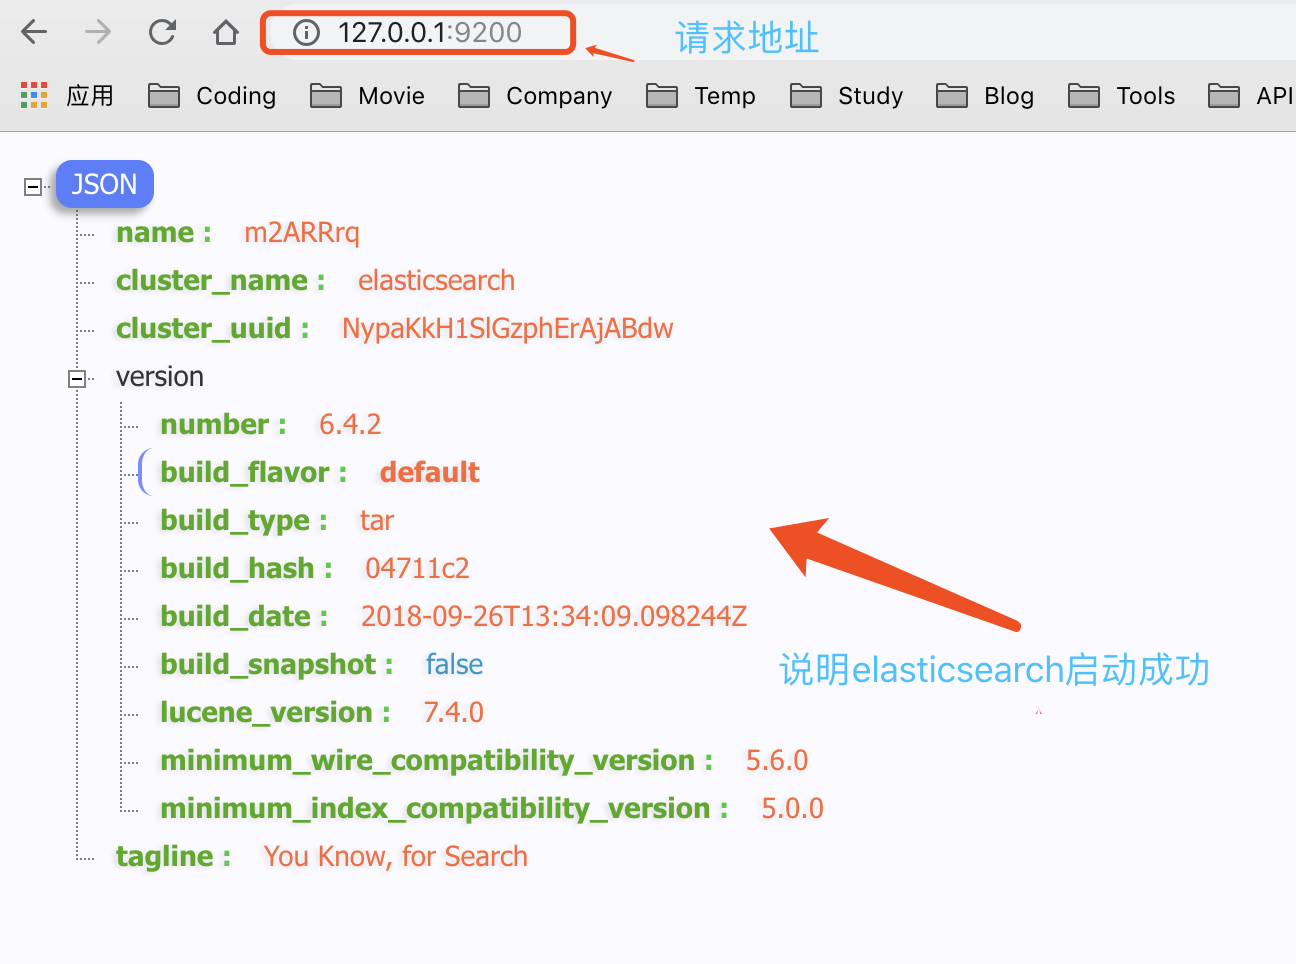 127.0.0.1:9200 请求地址
应用 Coding Movie Company Temp Study Blog Tools API
JSON
name : m2ARRrq
cluster_name : elasticsearch
cluster_uuid : NypaKkH1SlGzphErAjABdw
version
number : 6.4.2
build_flavor : default
build_type : tar
build_hash : 04711c2
build_date : 2018-09-26T13:34:09.098244Z
build_snapshot : false
说明elasticsearch启动成功
lucene_version : 7.4.0
minimum_wire_compatibility_version : 5.6.0
minimum_index_compatibility_version : 5.0.0
tagline : You Know, for Search